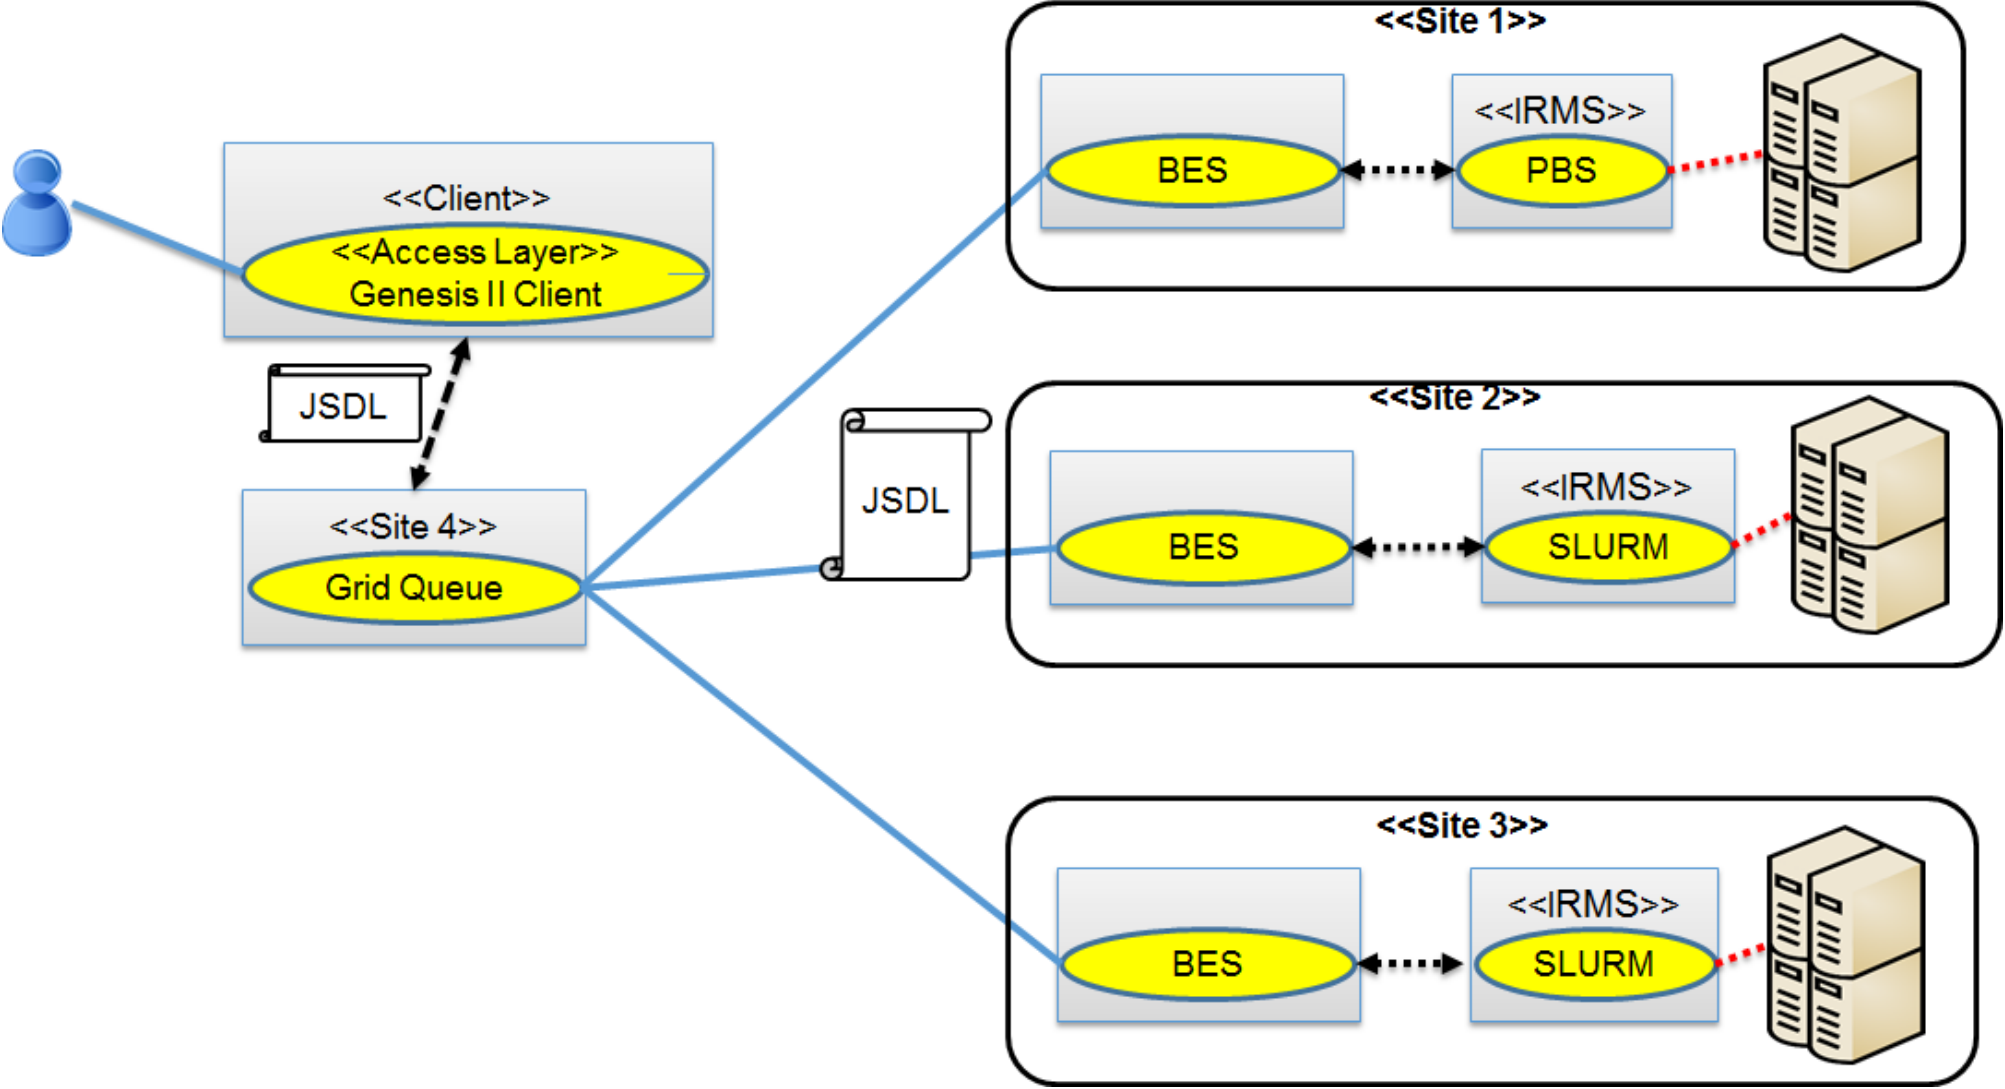 <<Site 1>>
<<IRMS>>
BES
PBS
<<Client>>
<<Access Layer>>
Genesis II Client
JSDL
<<Site 2>>
<<IRMS>>
JSDL
<<Site 4>>
BES
SLURM
Grid Queue
<<Site 3>>
<<IRMS>>
BES
SLURM